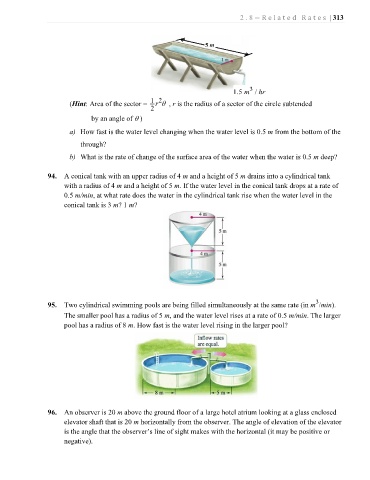 2.8 – Related Rates | 313
5 m
1.5 m³ / hr
(Hint: Area of the sector = 1/2 r²θ , r is the radius of a sector of the circle subtended
by an angle of θ )
a) How fast is the water level changing when the water level is 0.5 m from the bottom of the
through?
b) What is the rate of change of the surface area of the water when the water is 0.5 m deep?
94. A conical tank with an upper radius of 4 m and a height of 5 m drains into a cylindrical tank
with a radius of 4 m and a height of 5 m. If the water level in the conical tank drops at a rate of
0.5 m/min, at what rate does the water in the cylindrical tank rise when the water level in the
conical tank is 3 m? 1 m?
4 m
5 m
4 m
5 m
95. Two cylindrical swimming pools are being filled simultaneously at the same rate (in m³/min).
The smaller pool has a radius of 5 m, and the water level rises at a rate of 0.5 m/min. The larger
pool has a radius of 8 m. How fast is the water level rising in the larger pool?
Inflow rates
are equal.
8 m
5 m
96. An observer is 20 m above the ground floor of a large hotel atrium looking at a glass-enclosed
elevator shaft that is 20 m horizontally from the observer. The angle of elevation of the elevator
is the angle that the observer's line of sight makes with the horizontal (it may be positive or
negative).